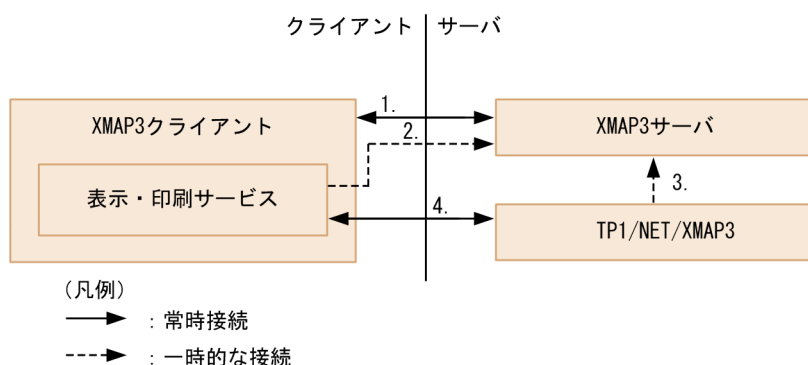 クライアント サーバ
1.
XMAP3クライアント
XMAP3サーバ
2.
表示・印刷サービス
3.
4.
TP1/NET/XMAP3
(凡例)
：常時接続
：一時的な接続